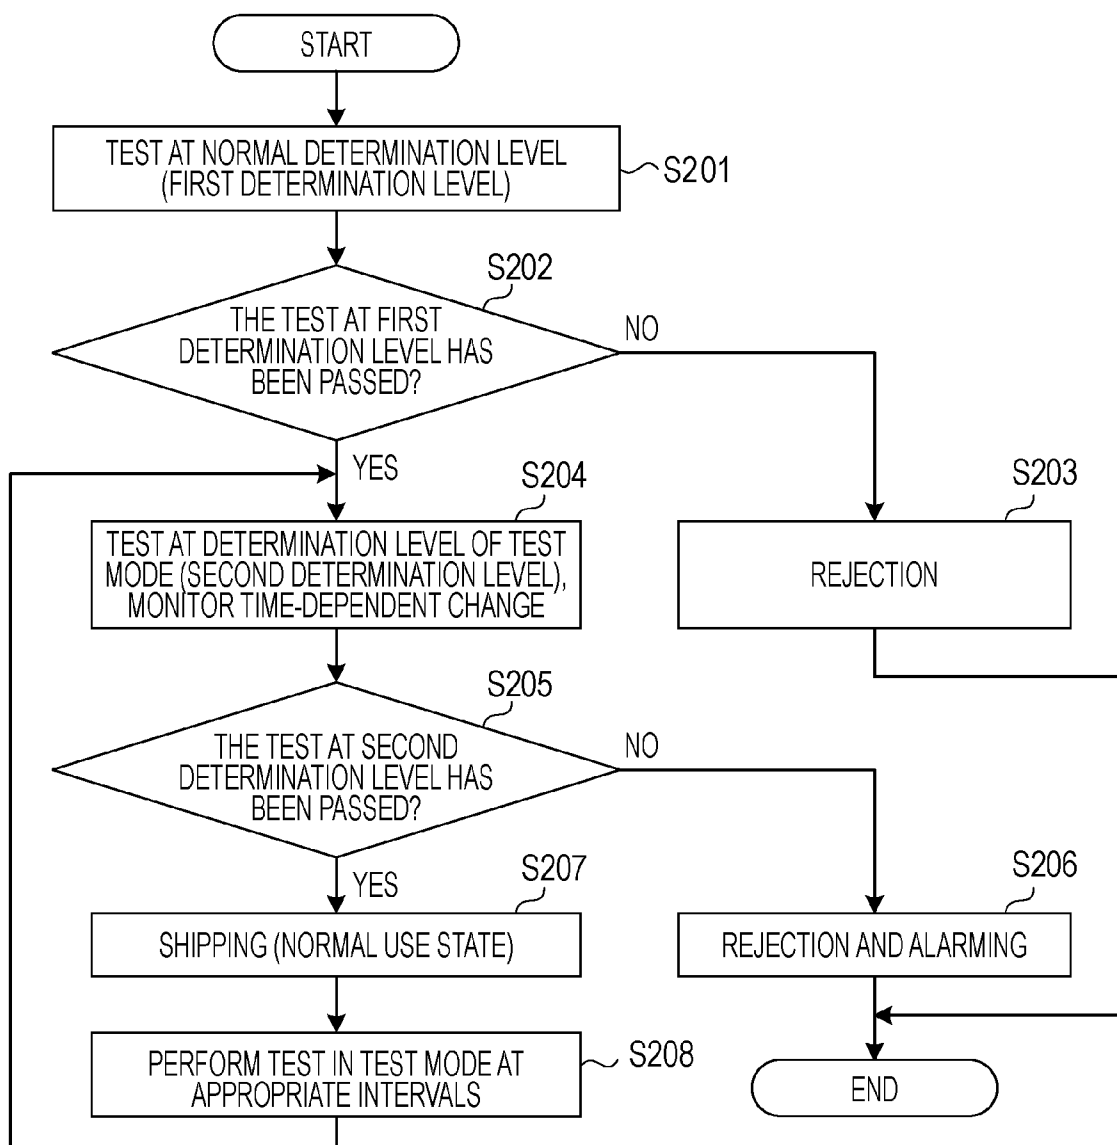 START
TEST AT NORMAL DETERMINATION LEVEL
(FIRST DETERMINATION LEVEL)
S201
S202
THE TEST AT FIRST
DETERMINATION LEVEL HAS
BEEN PASSED?
NO
YES
S204
S203
TEST AT DETERMINATION LEVEL OF TEST
MODE (SECOND DETERMINATION LEVEL),
MONITOR TIME-DEPENDENT CHANGE
REJECTION
S205
THE TEST AT SECOND
DETERMINATION LEVEL HAS
BEEN PASSED?
NO
YES
S207
S206
SHIPPING (NORMAL USE STATE)
REJECTION AND ALARMING
PERFORM TEST IN TEST MODE AT
APPROPRIATE INTERVALS
S208
END